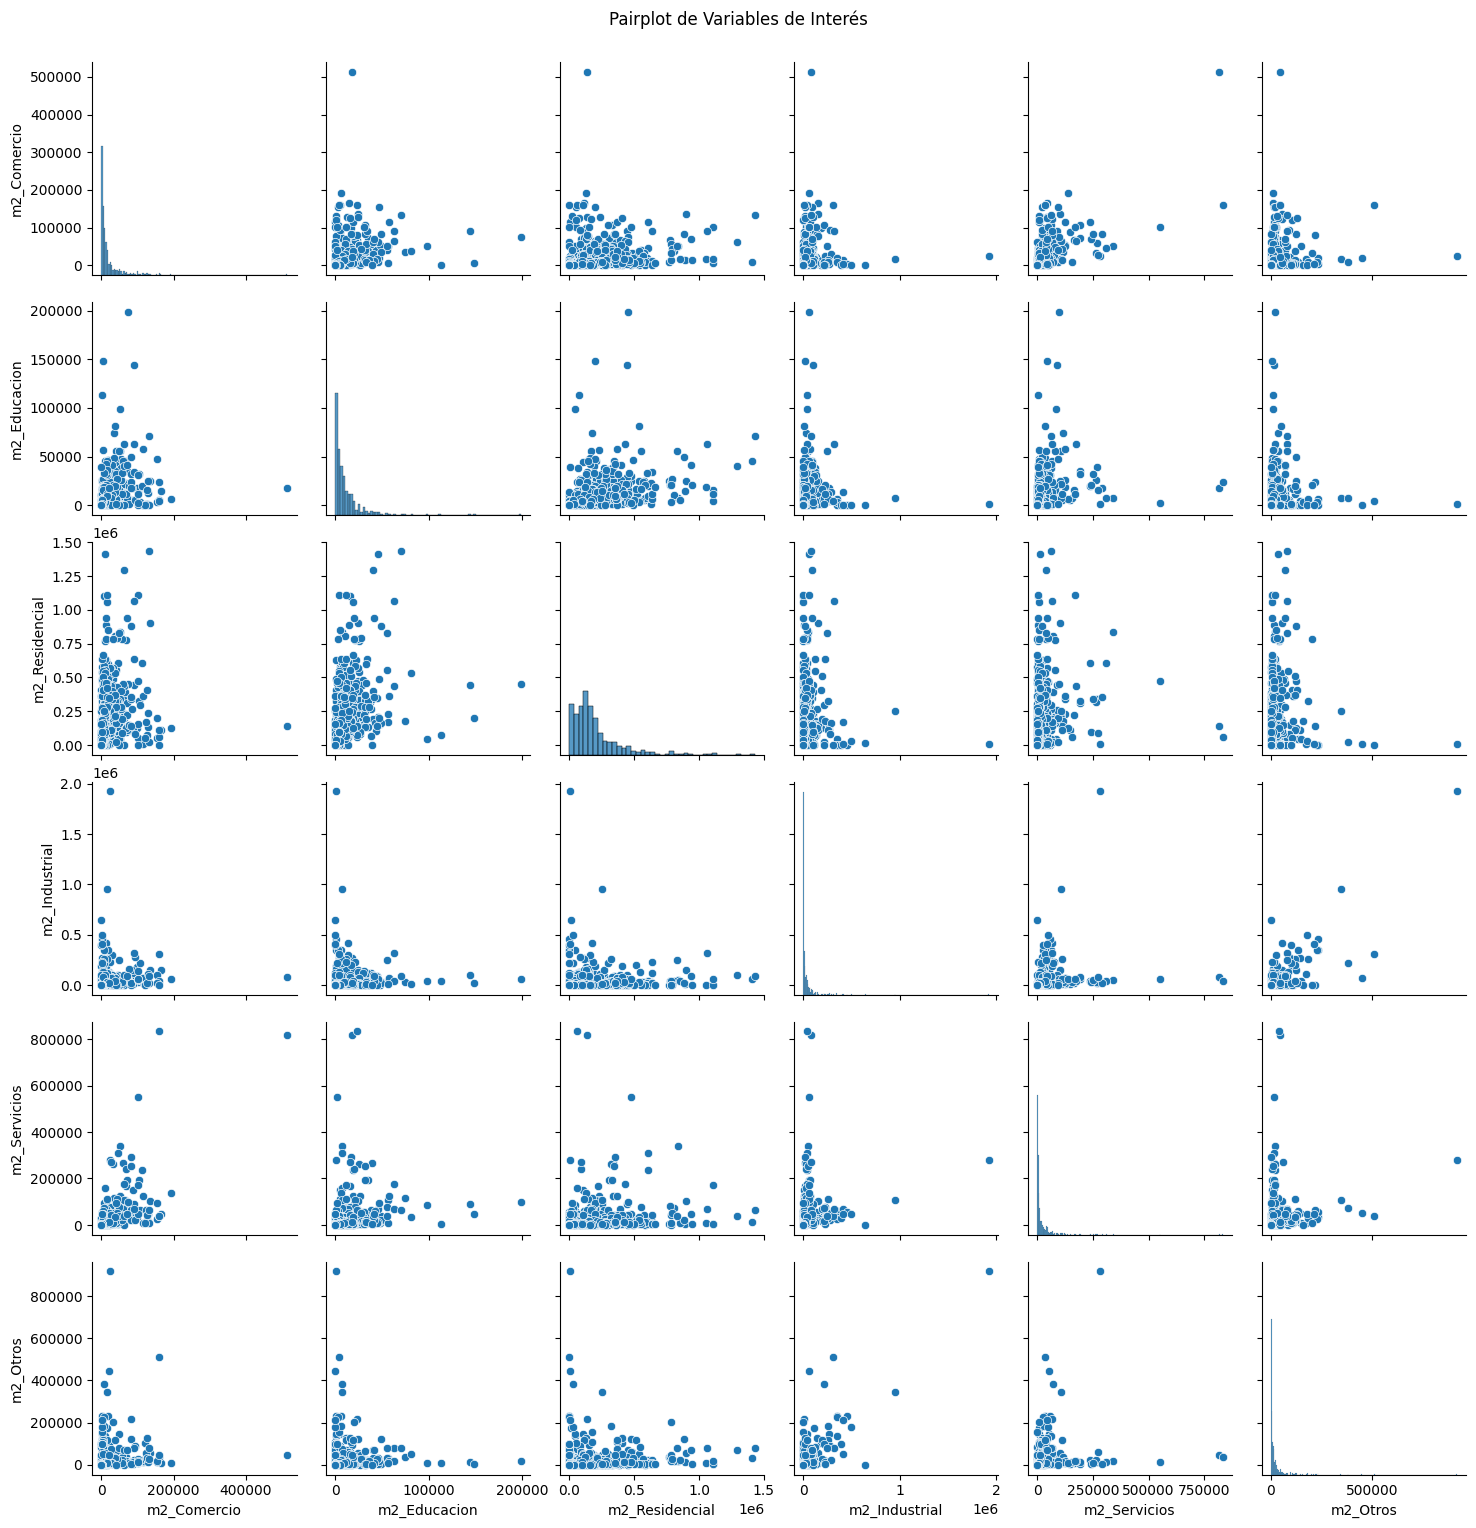 Pairplot de Variables de Interés
500000
400000
300000
200000
100000
0
m2_Comercio
200000
150000
100000
50000
0
m2_Educacion
1e6
1.50
1.25
1.00
0.75
0.50
0.25
0.00
m2_Residencial
1e6
2.0
1.5
1.0
0.5
0.0
m2_Industrial
800000
600000
400000
200000
0
m2_Servicios
800000
600000
400000
200000
0
m2_Otros
0 200000 400000
m2_Comercio
0 100000 200000
m2_Educacion
0.0 0.5 1.0 1.5
m2_Residencial 1e6
0 1 2
m2_Industrial 1e6
0 250000 500000 750000
m2_Servicios
0 500000
m2_Otros